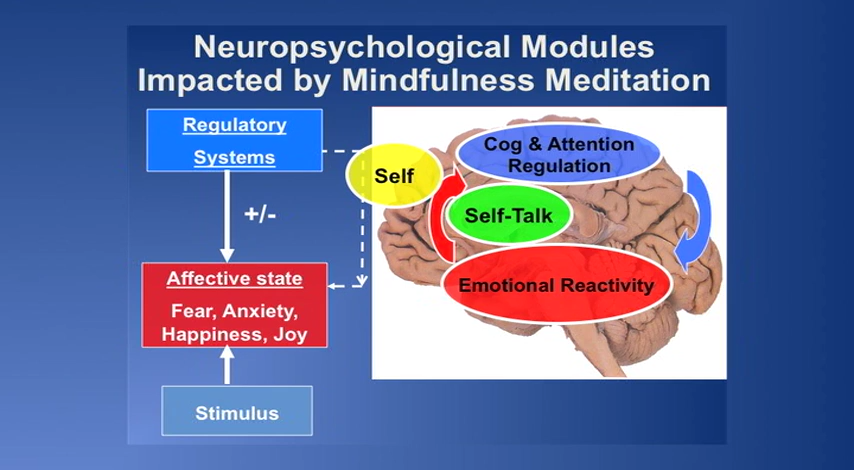 Neuropsychological Modules
Impacted by Mindfulness Meditation
Regulatory
Systems
+/-
Affective state
Fear, Anxiety,
Happiness, Joy
Stimulus
Self
Cog & Attention
Regulation
Self-Talk
Emotional Reactivity